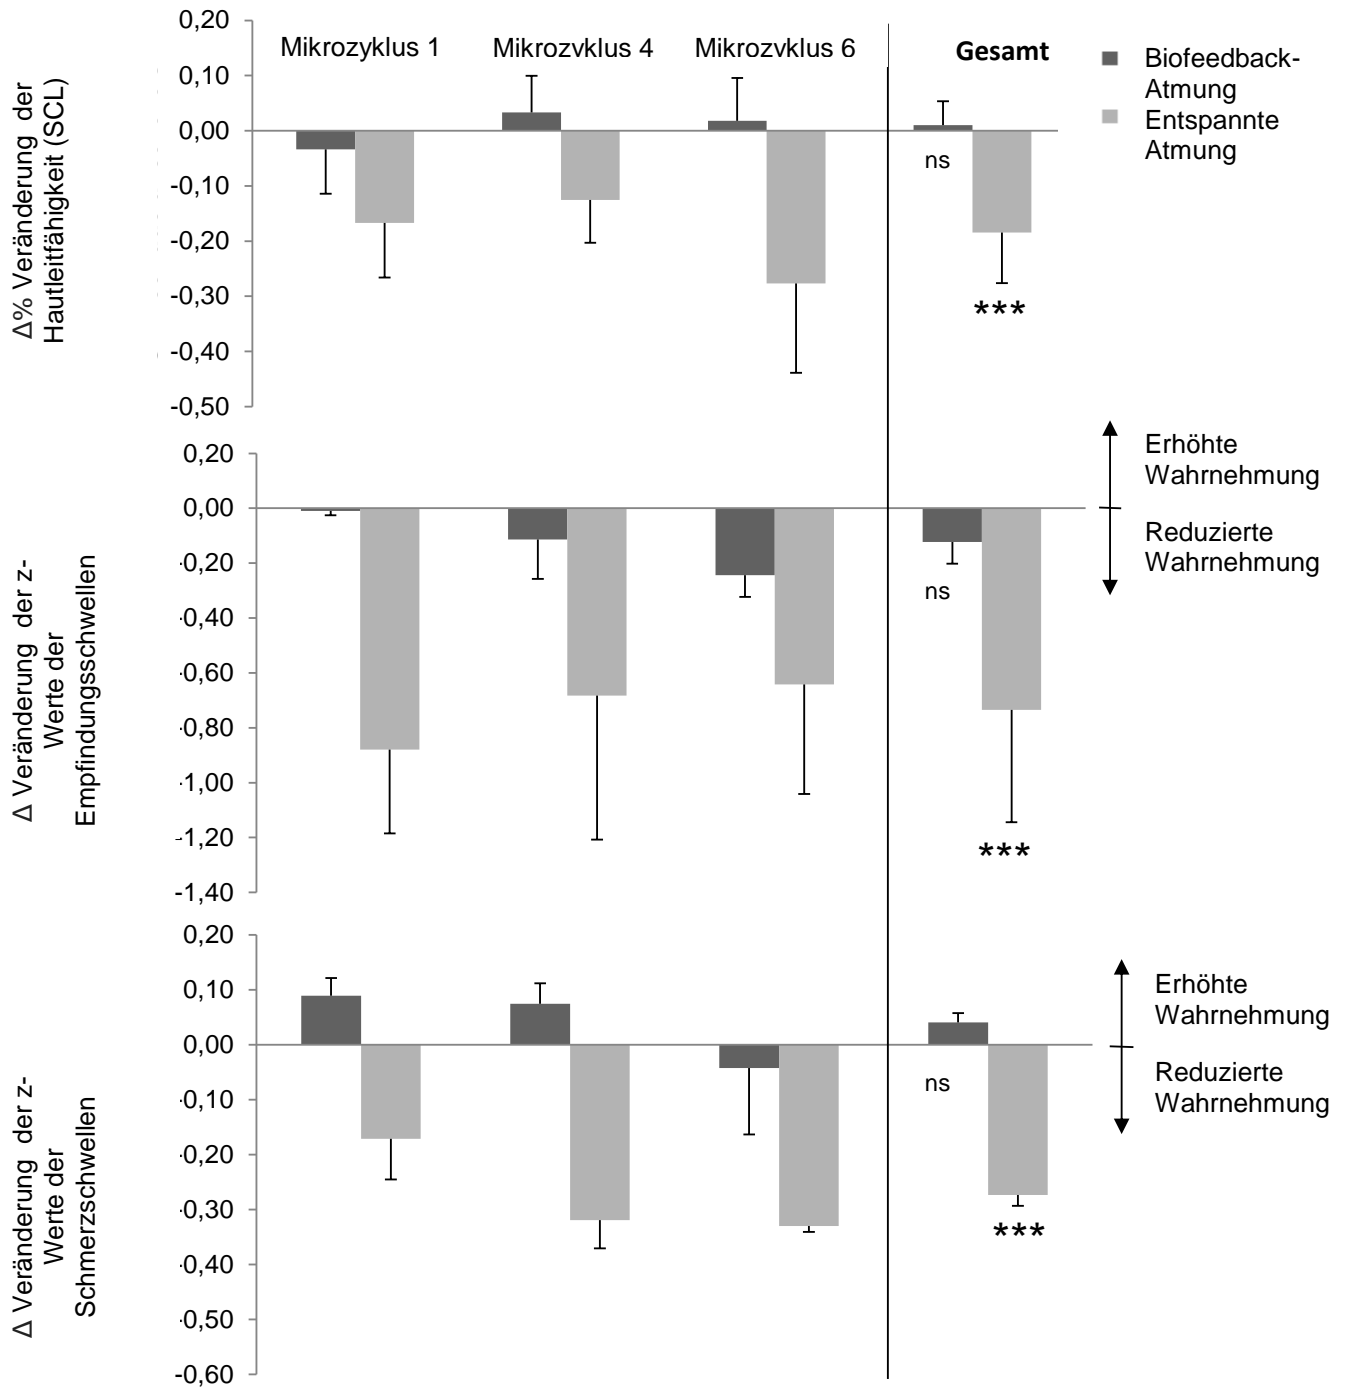 0,20
Mikrozyklus 1
Mikrozyklus 4
Mikrozyklus 6
Gesamt
Biofeedback-
Atmung
Entspannte
Atmung
Δ% Veränderung der
Hautleitfähigkeit (SCL)
0,10
0,00
-0,10
-0,20
-0,30
-0,40
-0,50
ns
***
0,20
0,00
-0,20
-0,40
-0,60
-0,80
-1,00
-1,20
-1,40
Δ Veränderung der z-
Werte der
Empfindungsschwellen
ns
***
Erhöhte
Wahrnehmung
Reduzierte
Wahrnehmung
0,20
0,10
0,00
-0,10
-0,20
-0,30
-0,40
-0,50
-0,60
Δ Veränderung der z-
Werte der
Schmerzschwellen
ns
***
Erhöhte
Wahrnehmung
Reduzierte
Wahrnehmung